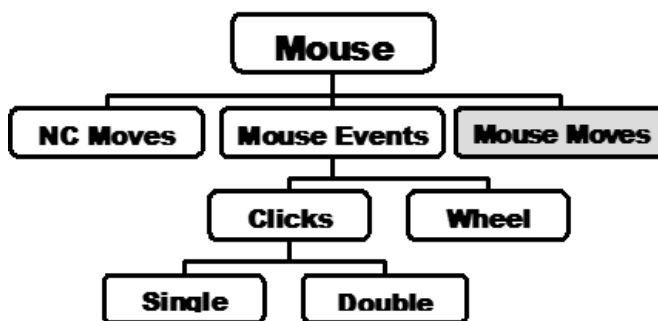 Mouse
NC Moves
Mouse Events
Mouse Moves
Clicks
Wheel
Single
Double